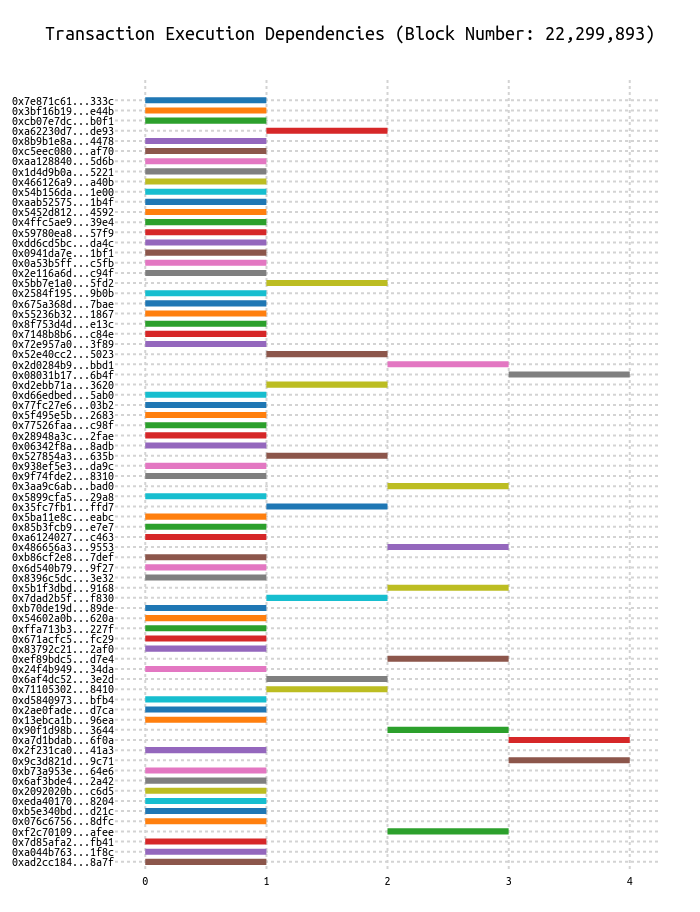 Transaction Execution Dependencies (Block Number: 22,299,893)
0x7e871c61...333c
0x3bf16b19...e44b
0xcb07e7dc...b0f1
0xa62230d7...de93
0x8b9b1e8a...4478
0xc5eec080...af70
0xaa128840...5d6b
0x1d4d9b0a...5221
0x466126a9...a40b
0x54b156da...1e00
0xaab52575...1b4f
0x5452d812...4592
0x4ffc5ae9...39e4
0x59780ea8...57f9
0xdd6cd5bc...da4c
0x0941da7e...1bf1
0x0a53b5ff...c5fb
0x2e116a6d...c94f
0x5bb7e1a0...5fd2
0x2584f195...9b0b
0x675a368d...7bae
0x55236b32...1867
0x8f753d4d...e13c
0x7148b8b6...c84e
0x72e957a0...3f89
0x52e40cc2...5023
0x2d0284b9...bbd1
0x08031b17...6b4f
0xd2ebb71a...3620
0xd66edbed...5ab0
0x77fc27e6...03b2
0x5f495e5b...2683
0x77526faa...c98f
0x28948a3c...2fae
0x06342f8a...8adb
0x527854a3...635b
0x938ef5e3...da9c
0x9f74fde2...8310
0x3aa9c6ab...bad0
0x5899cfa5...29a8
0x35fc7fb1...ffd7
0x5ba11e8c...eabc
0x85b3fcb9...e7e7
0xa6124027...c463
0x486656a3...9553
0xb86cf2e8...7def
0x6d540b79...9f27
0x8396c5dc...3e32
0x5b1f3dbd...9168
0x7dad2b5f...f830
0xb70de19d...89de
0x54602a0b...620a
0xffa713b3...227f
0x671acfc5...fc29
0x83792c21...2af0
0xef89bdc5...d7e4
0x24f4b949...34da
0x6af4dc52...3e2d
0x71105302...8410
0xd5840973...bfb4
0x2ae0fade...d7ca
0x13ebca1b...96ea
0x90f1d98b...3644
0xa7d1bdab...6f0a
0x2f231ca0...41a3
0x9c3d821d...9c71
0xb73a953e...64e6
0x6af3bde4...2a42
0x2092020b...c6d5
0xeda40170...8204
0xb5e340bd...d21c
0x076c6756...8dfc
0xf2c70109...afee
0x7d85afa2...fb41
0xa044b763...1f8c
0xad2cc184...8a7f
0 1 2 3 4